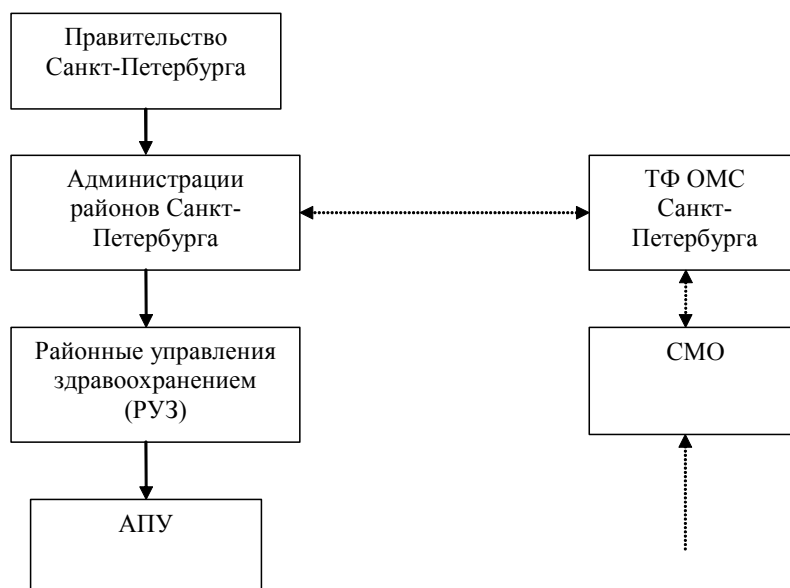 Правительство
Санкт-Петербурга
Администрации
районов Санкт-
Петербурга
ТФ ОМС
Санкт-
Петербурга
Районные управления
здравоохранением
(РУЗ)
СМО
АПУ